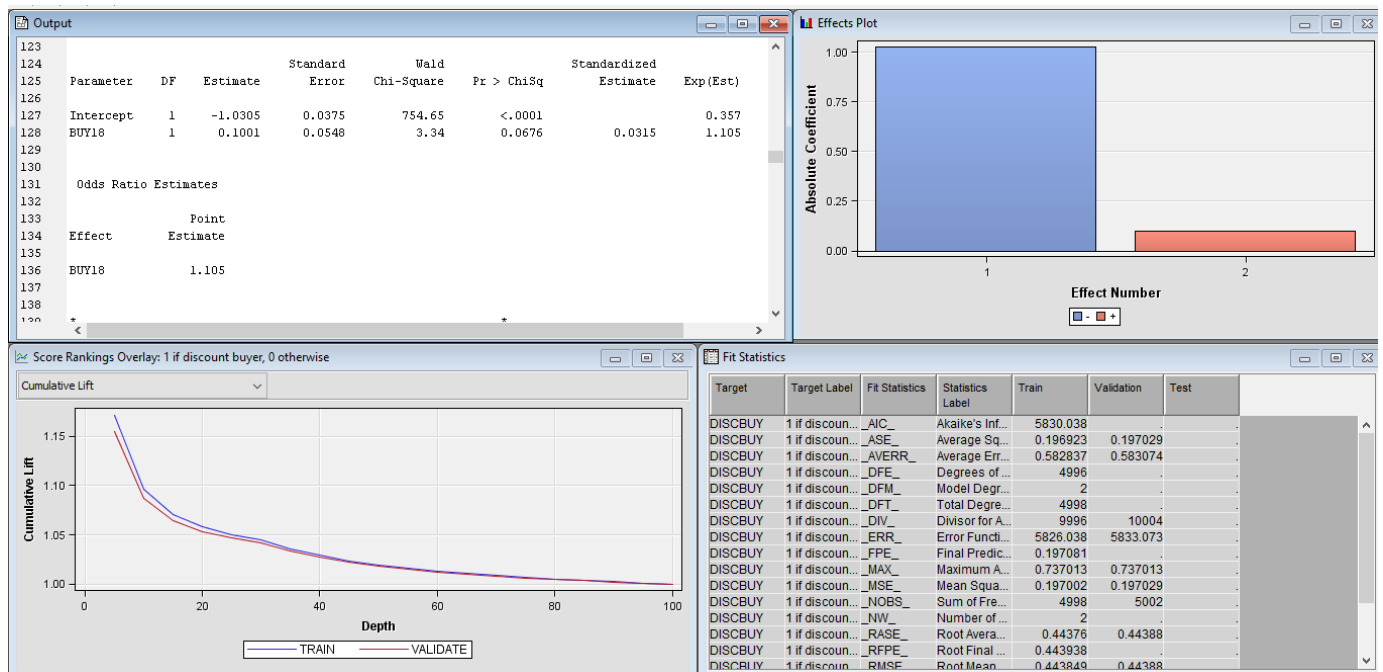 Output
123
124 Standard Wald Standardized
125 Parameter DF Estimate Error Chi-Square Pr > ChiSq Estimate Exp(Est)
126
127 Intercept 1 -1.0305 0.0375 754.65 <.0001 0.357
128 BUY18 1 0.1001 0.0548 3.34 0.0676 0.0315 1.105
129
130
131 Odds Ratio Estimates
132
133 Point
134 Effect Estimate
135
136 BUY18 1.105
137
138
139 * *
Effects Plot
1.00
0.75
0.50
0.25
0.00
Absolute Coefficient
1 2
Effect Number
- +
Score Rankings Overlay: 1 if discount buyer, 0 otherwise
Cumulative Lift
1.15
1.10
1.05
1.00
Cumulative Lift
0 20 40 60 80 100
Depth
TRAIN VALIDATE
Fit Statistics
Target Target Label Fit Statistics Statistics Label Train Validation Test
DISCBUY 1 if discoun... _AIC_ Akaike's Inf... 5830.038 . .
DISCBUY 1 if discoun... _ASE_ Average Sq... 0.196923 0.197029 .
DISCBUY 1 if discoun... _AVERR_ Average Err... 0.582837 0.583074 .
DISCBUY 1 if discoun... _DFE_ Degrees of ... 4996 . .
DISCBUY 1 if discoun... _DFM_ Model Degr... 2 . .
DISCBUY 1 if discoun... _DFT_ Total Degre... 4998 . .
DISCBUY 1 if discoun... _DIV_ Divisor for A... 9996 10004 .
DISCBUY 1 if discoun... _ERR_ Error Functi... 5826.038 5833.073 .
DISCBUY 1 if discoun... _FPE_ Final Predic... 0.197081 . .
DISCBUY 1 if discoun... _MAX_ Maximum A... 0.737013 0.737013 .
DISCBUY 1 if discoun... _MSE_ Mean Squa... 0.197002 0.197029 .
DISCBUY 1 if discoun... _NOBS_ Sum of Fre... 4998 5002 .
DISCBUY 1 if discoun... _NW_ Number of ... 2 . .
DISCBUY 1 if discoun... _RASE_ Root Avera... 0.44376 0.44388 .
DISCBUY 1 if discoun... _RFPE_ Root Final ... 0.443938 . .
DISCBUY 1 if discoun... _RMSE_ Root Mean ... 0.443849 0.44388 .